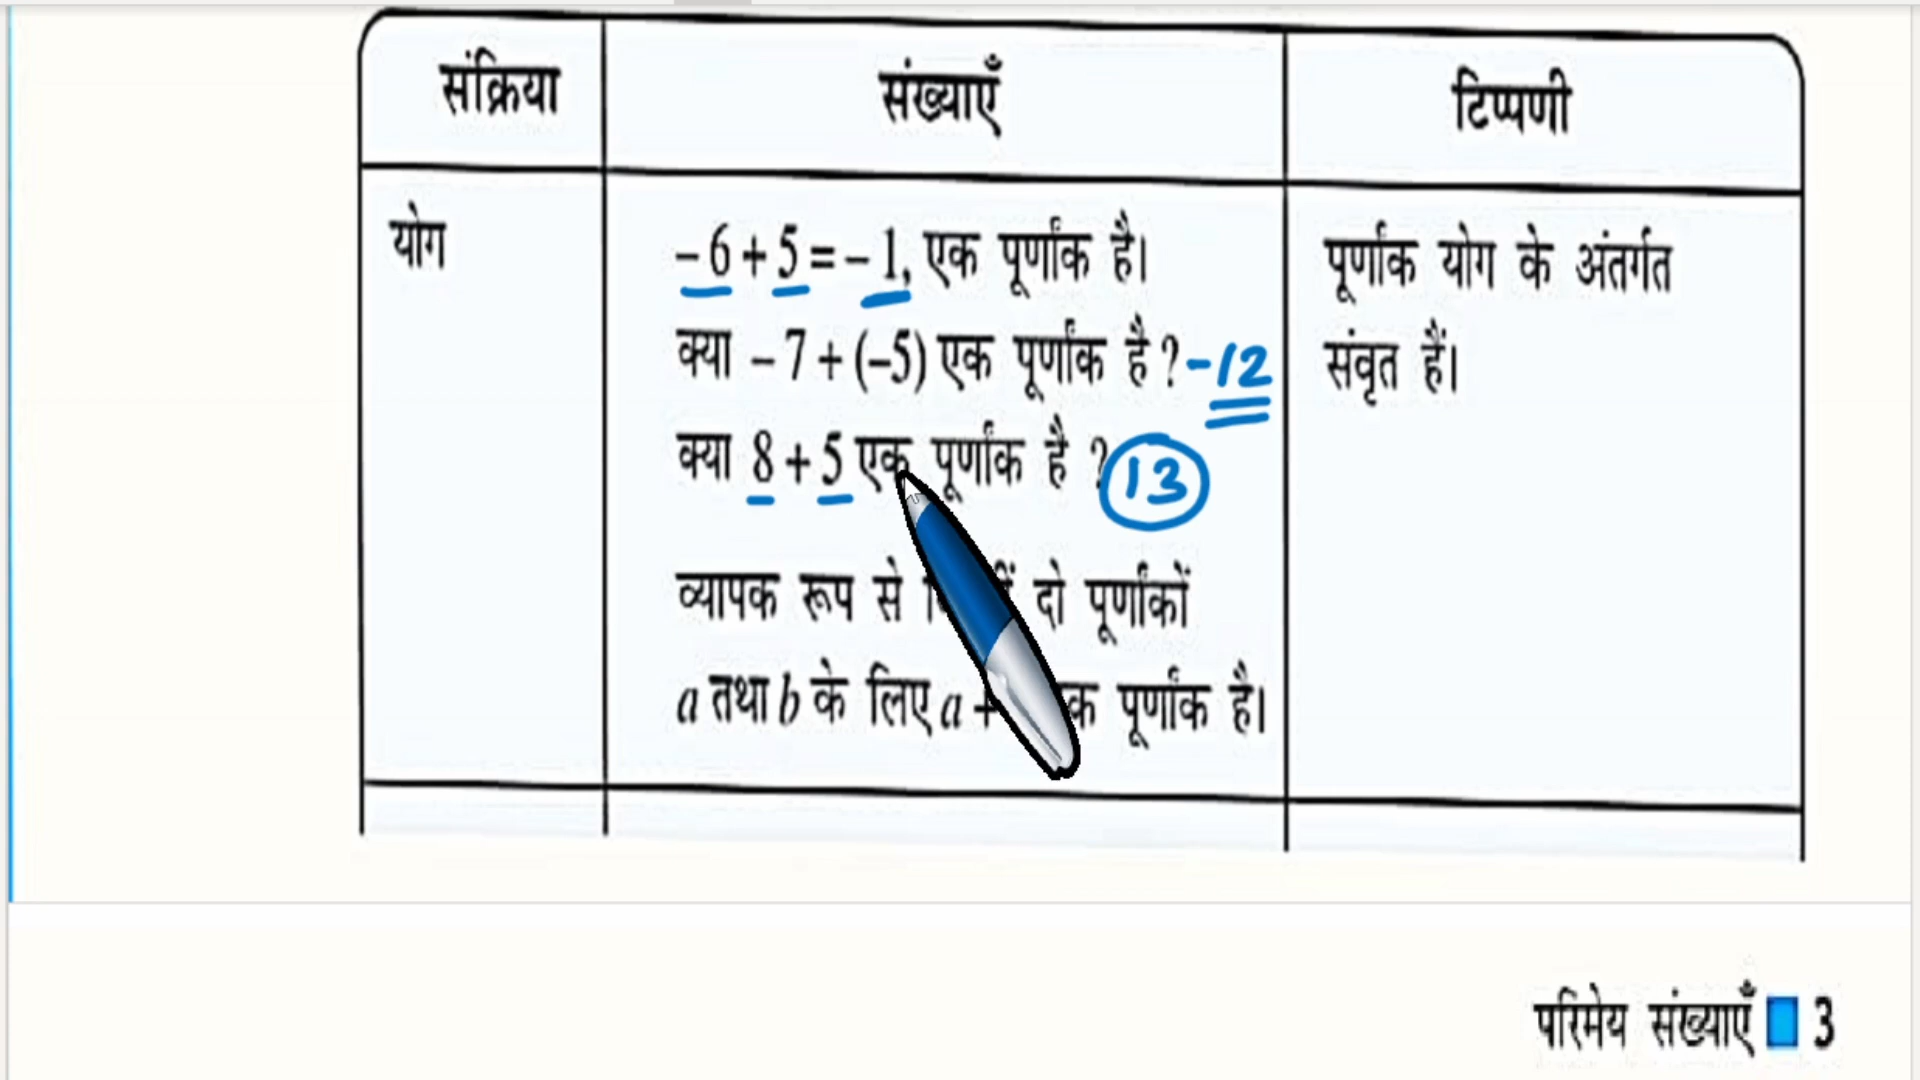 संक्रिया संख्याएँ टिप्पणी
योग
– 6 + 5 = – 1, एक पूर्णांक है।
क्या – 7 + (–5) एक पूर्णांक है ? -12
क्या 8 + 5 एक पूर्णांक है ? 13
व्यापक रूप से दो पूर्णांकों
a तथा b के लिए a + पूर्णांक है।
पूर्णांक योग के अंतर्गत
संवृत हैं।
परिमेय संख्याएँ 3